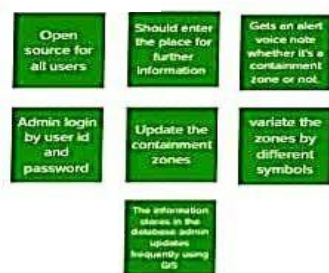 Open
source for
all users
Should enter
the place for
further
information
Gets an alert
voice note
whether it's a
containment
zone or not.
Admin login
by user id
and
password
Update the
containment
zones
variate the
zones by
different
symbols
The information
stores in the
database admin
updates
frequently using
GIS